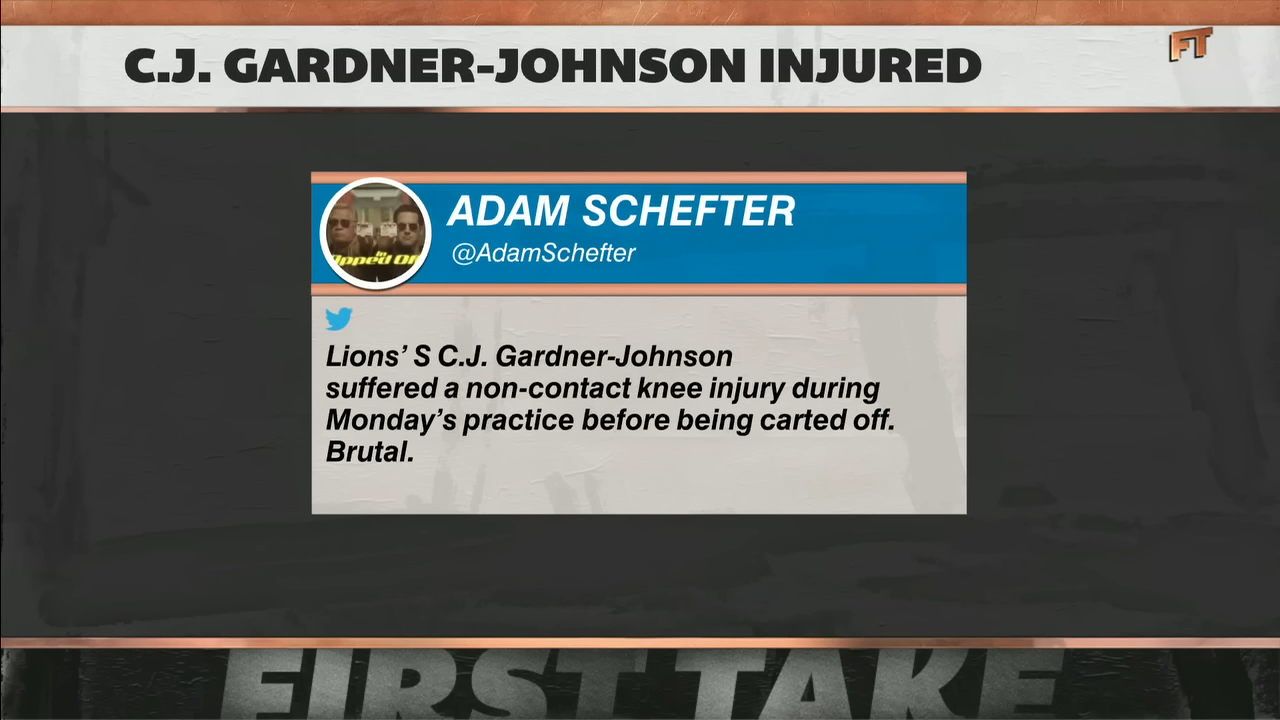 C.J. GARDNER-JOHNSON INJURED
FT
ADAM SCHEFTER
@AdamSchefter
Lions’ S C.J. Gardner-Johnson
suffered a non-contact knee injury during
Monday’s practice before being carted off.
Brutal.
FIRST TAKE